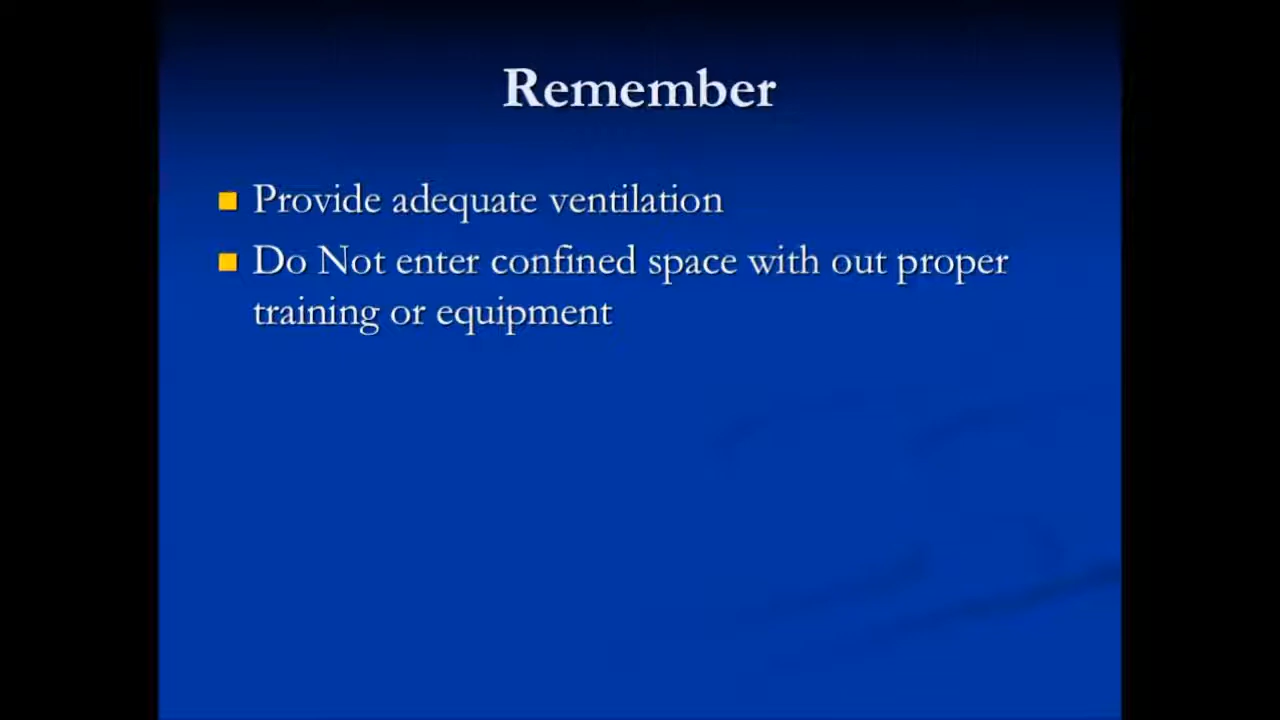 Remember
Provide adequate ventilation
Do Not enter confined space with out proper
training or equipment